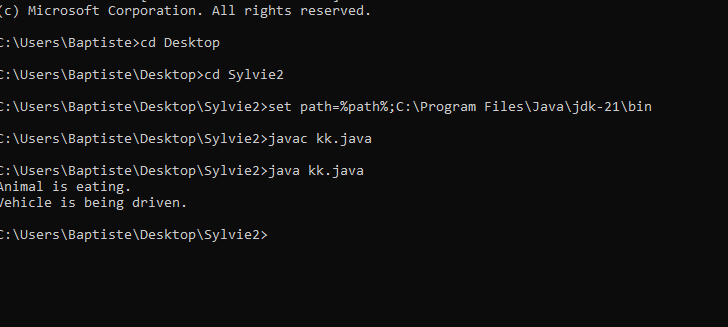 (c) Microsoft Corporation. All rights reserved.
C:\Users\Baptiste>cd Desktop
C:\Users\Baptiste\Desktop>cd Sylvie2
C:\Users\Baptiste\Desktop\Sylvie2>set path=%path%;C:\Program Files\Java\jdk-21\bin
C:\Users\Baptiste\Desktop\Sylvie2>javac kk.java
C:\Users\Baptiste\Desktop\Sylvie2>java kk.java
Animal is eating.
Vehicle is being driven.
C:\Users\Baptiste\Desktop\Sylvie2>